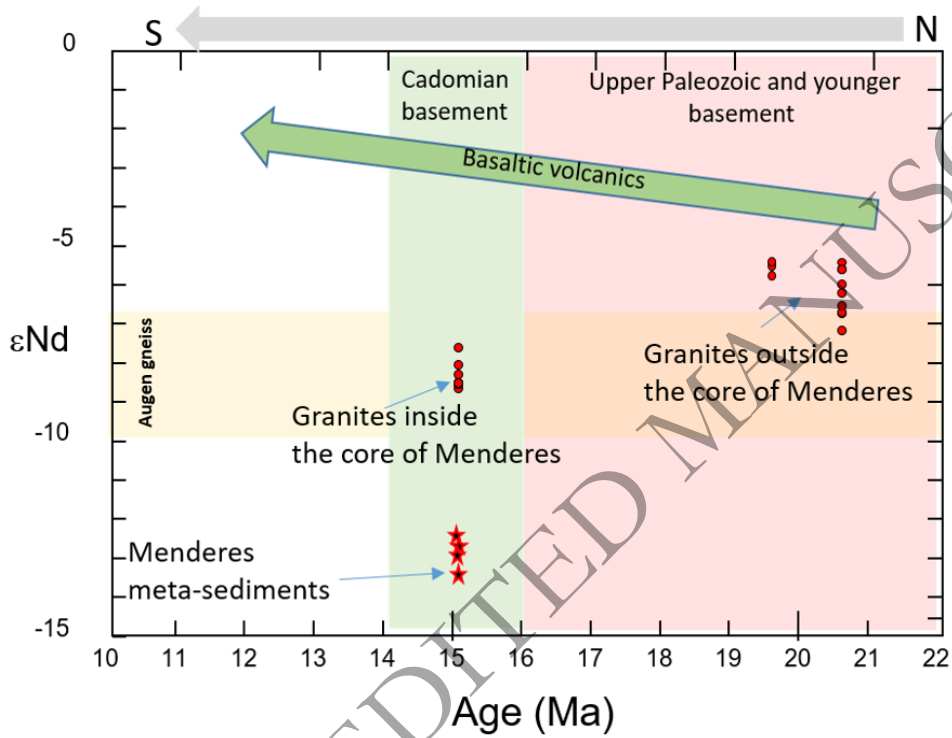 S
N
0
Cadomian
basement
Upper Paleozoic and younger
basement
Basaltic volcanics
-5
εNd
Augen gneiss
Granites outside
the core of Menderes
Granites inside
the core of Menderes
-10
Menderes
meta-sediments
-15
10 11 12 13 14 15 16 17 18 19 20 21 22
Age (Ma)
EDITED MANUSC